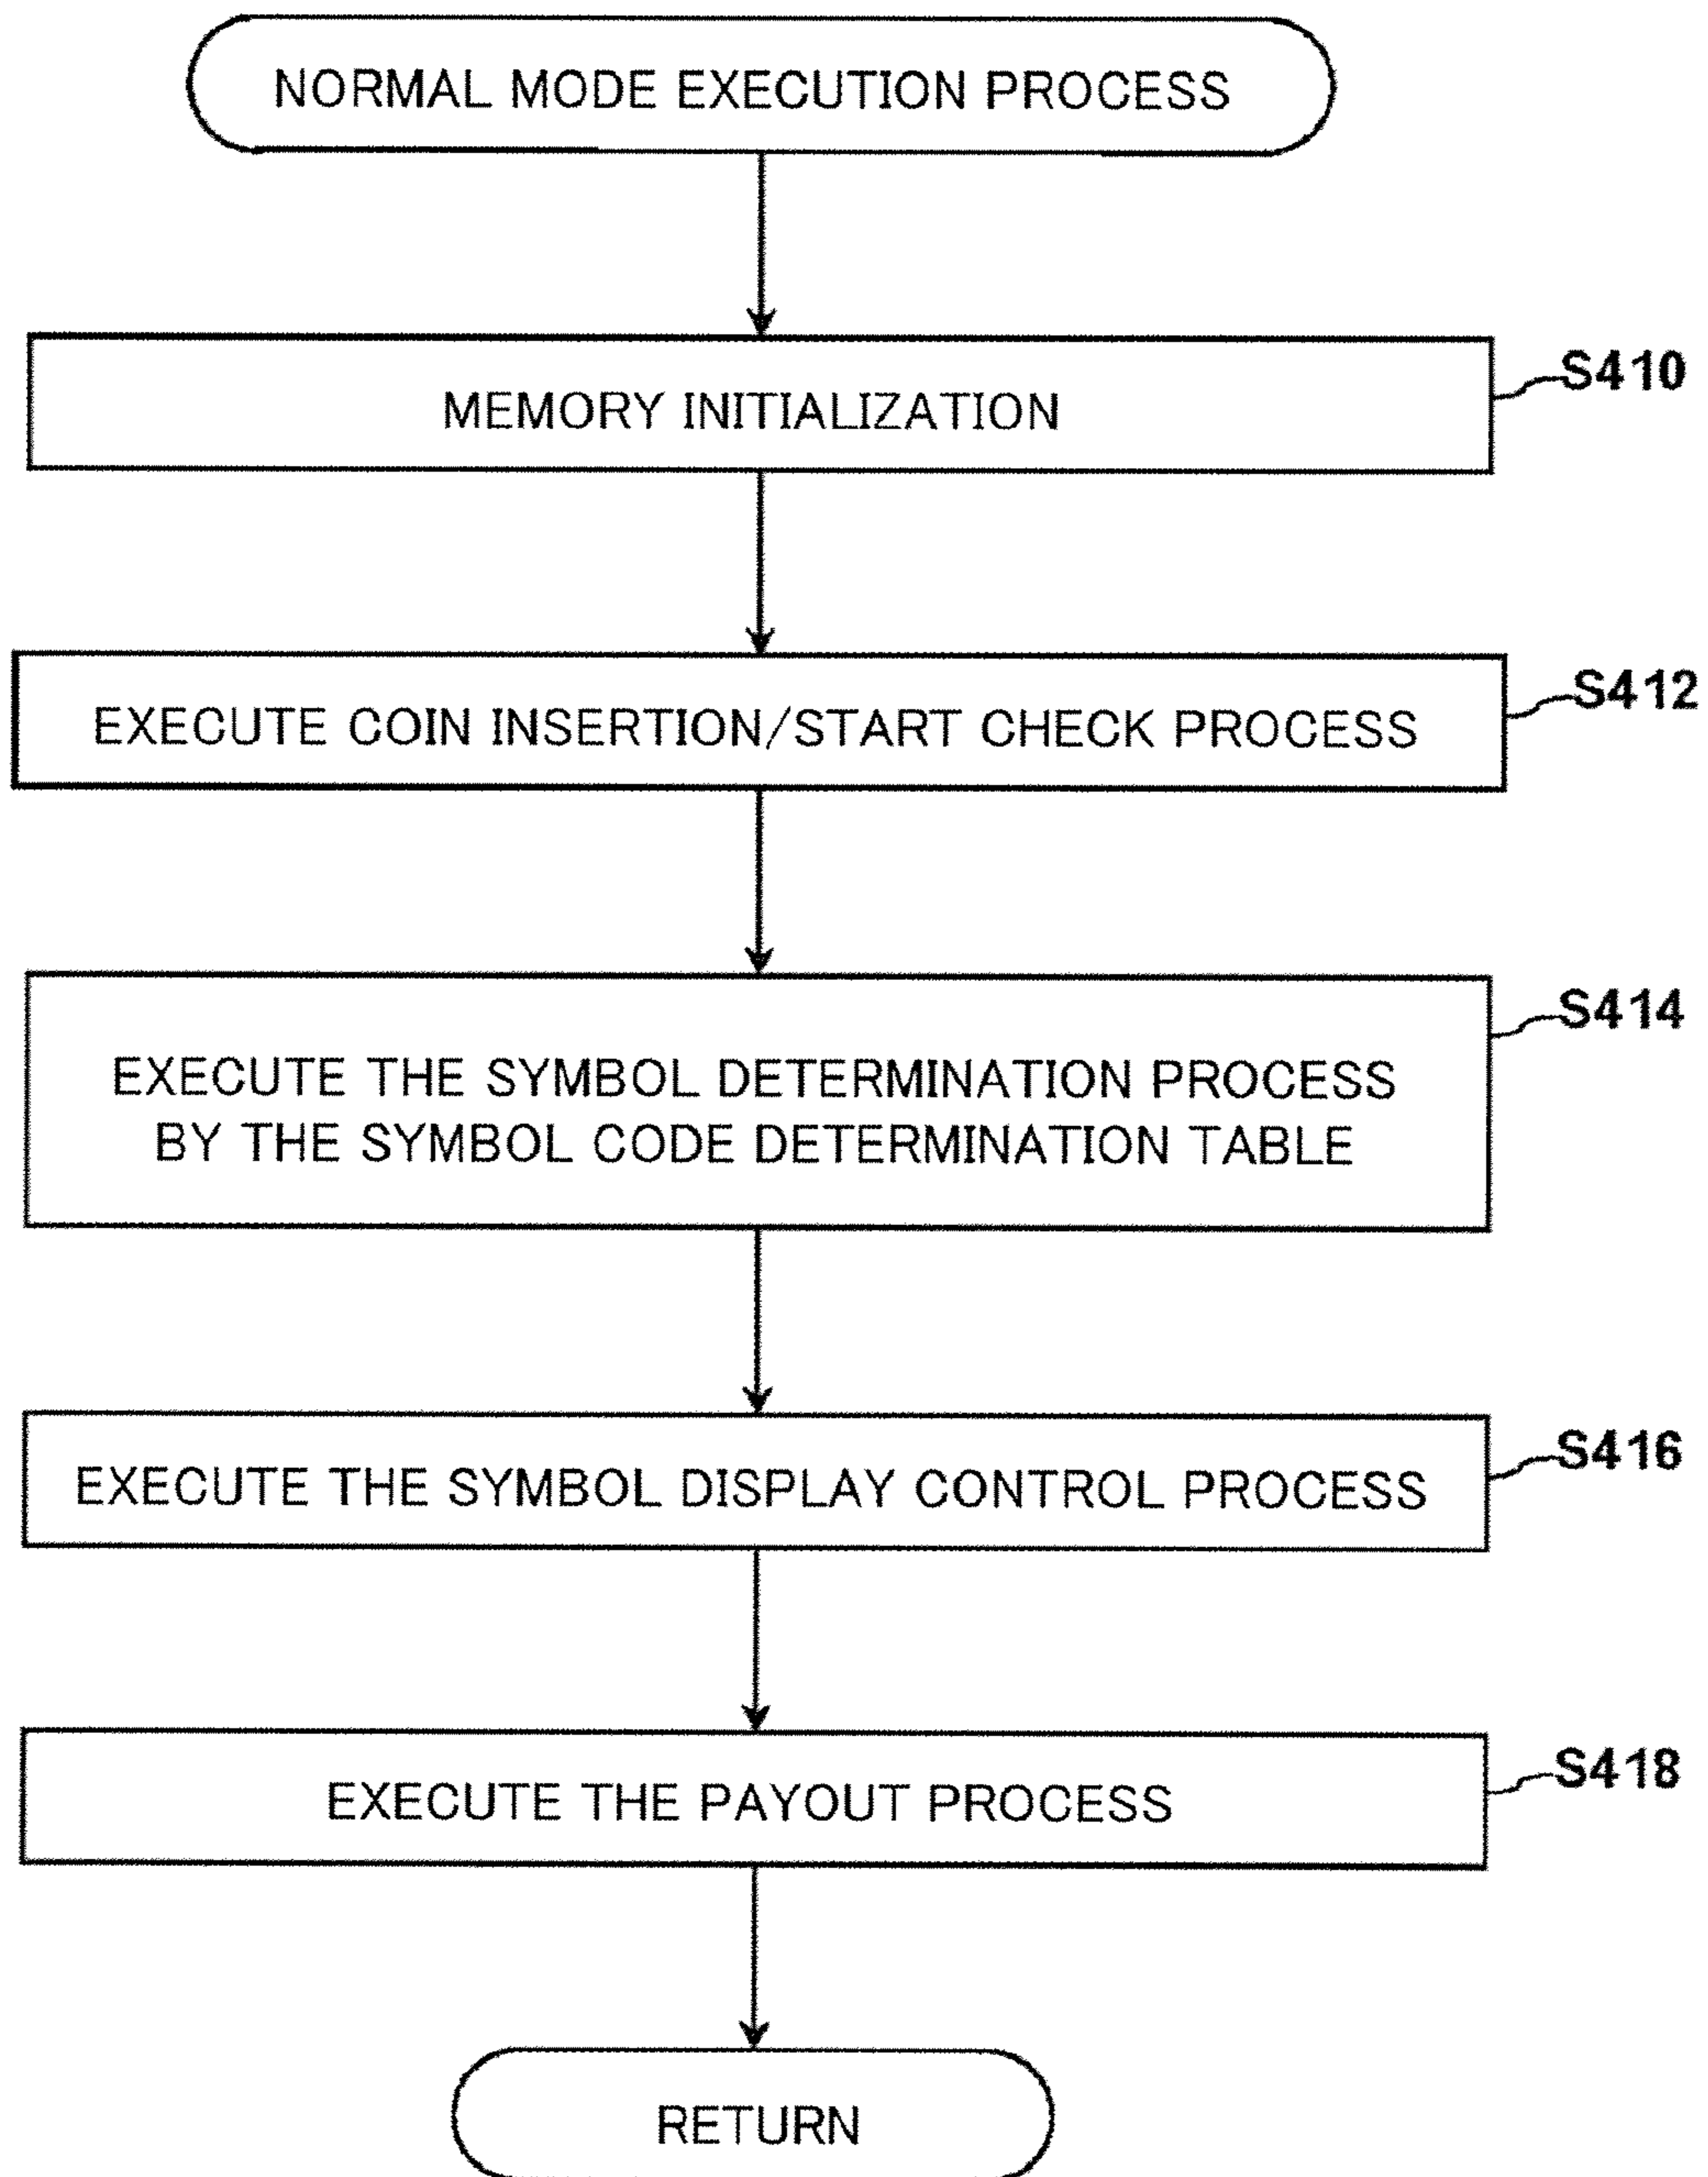 NORMAL MODE EXECUTION PROCESS
MEMORY INITIALIZATION
S410
EXECUTE COIN INSERTION/START CHECK PROCESS
S412
EXECUTE THE SYMBOL DETERMINATION PROCESS
BY THE SYMBOL CODE DETERMINATION TABLE
S414
EXECUTE THE SYMBOL DISPLAY CONTROL PROCESS
S416
EXECUTE THE PAYOUT PROCESS
S418
RETURN